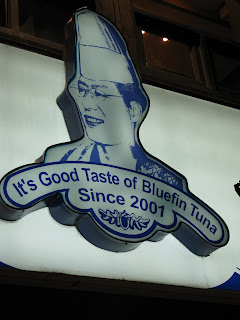 It's Good Taste of Bluefin Tuna
Since 2001